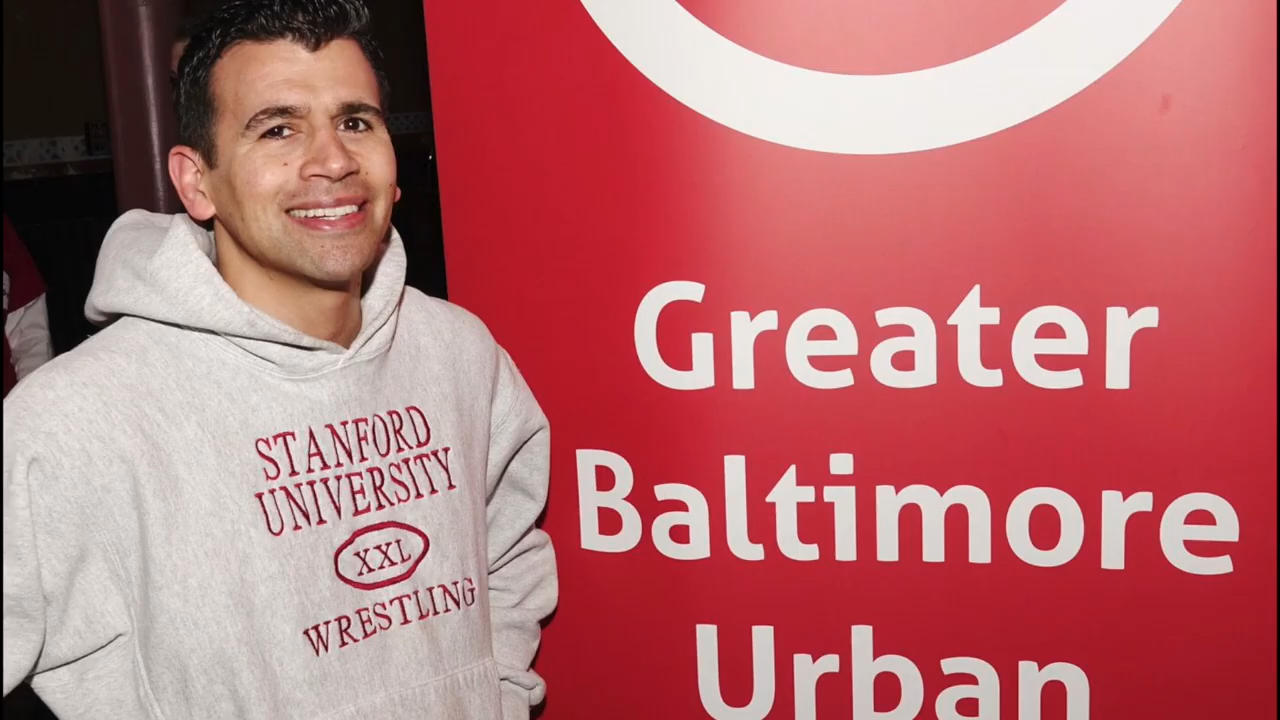 STANFORD
UNIVERSITY
XXL
WRESTLING
Greater
Baltimore
Urban